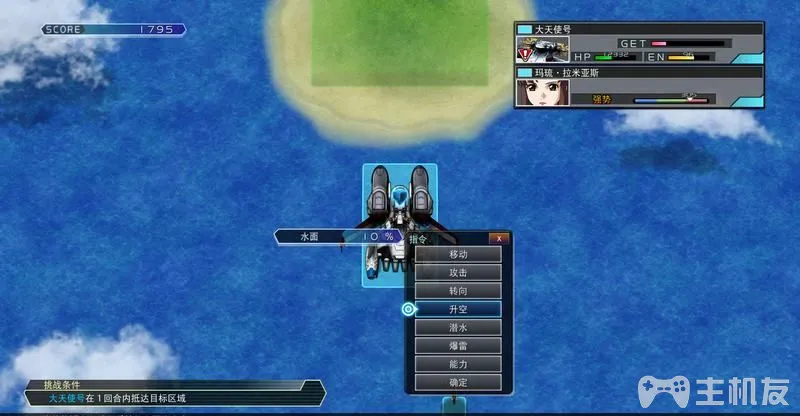 SCORE 1795
大天使号
GET
HP 12332 EN 96
玛琉·拉米亚斯
强势
水面 10%
指令 x
移动
攻击
转向
升空
潜水
爆雷
能力
确定
挑战条件
大天使号在1回合内抵达目标区域
主机友